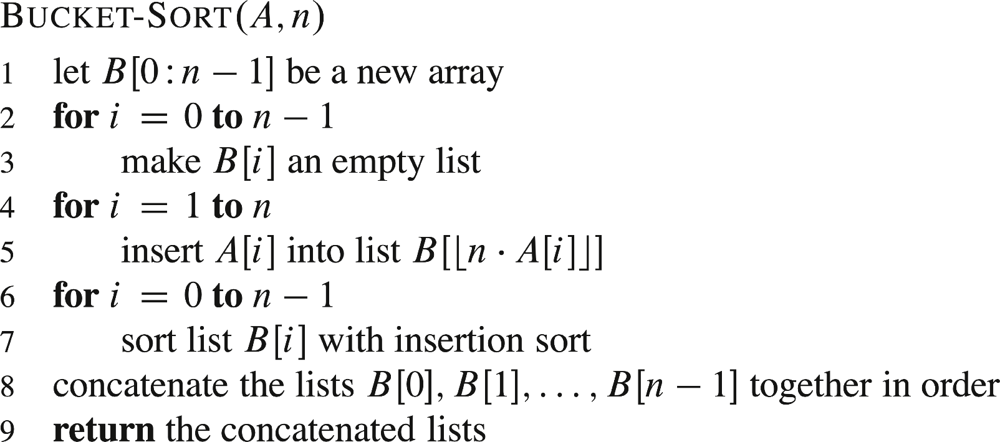 BUCKET-SORT(A, n)
1 let B[0 : n − 1] be a new array
2 for i = 0 to n − 1
3 make B[i] an empty list
4 for i = 1 to n
5 insert A[i] into list B[⌊n · A[i]⌋]
6 for i = 0 to n − 1
7 sort list B[i] with insertion sort
8 concatenate the lists B[0], B[1], . . . , B[n − 1] together in order
9 return the concatenated lists